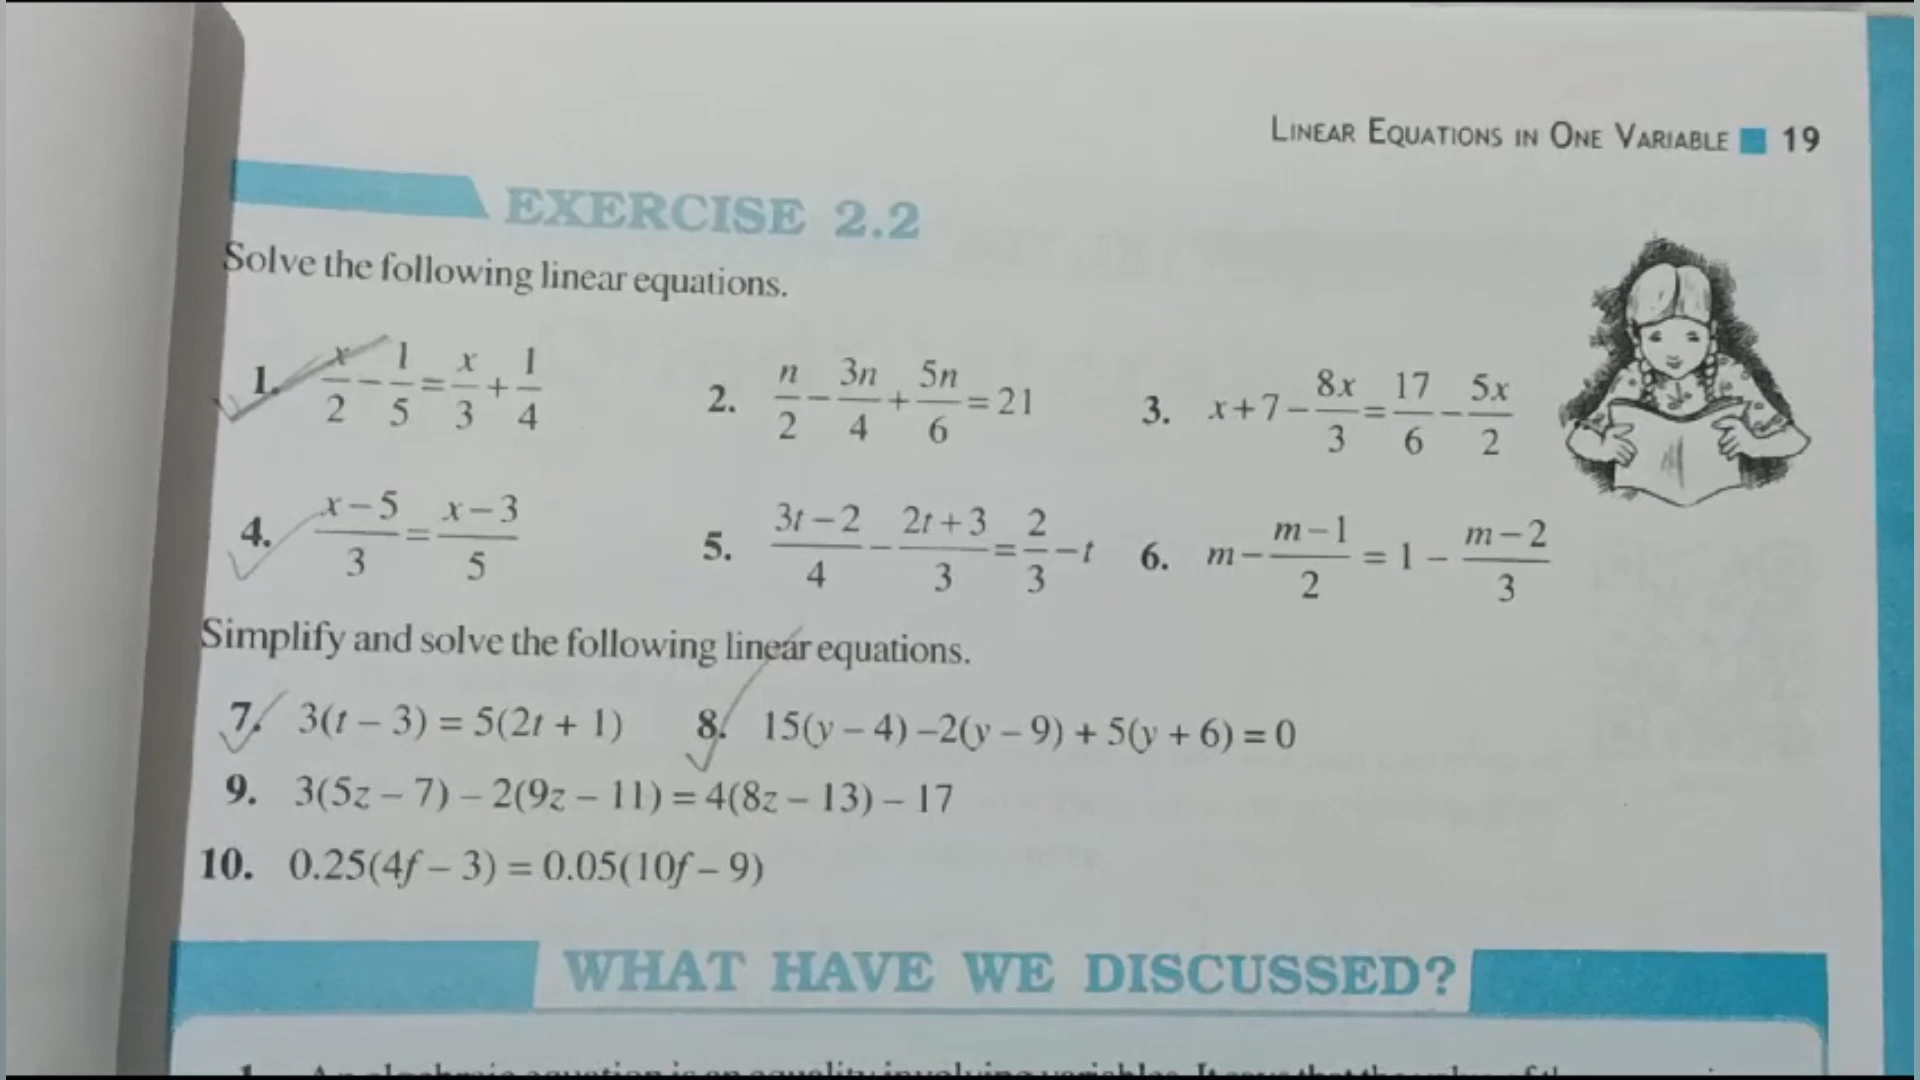 LINEAR EQUATIONS IN ONE VARIABLE ■ 19
EXERCISE 2.2
Solve the following linear equations.
1. x/2 − 1/5 = x/3 + 1/4 2. n/2 − 3n/4 + 5n/6 = 21 3. x + 7 − 8x/3 = 17/6 − 5x/2
4. (x − 5)/3 = (x − 3)/5 5. (3t − 2)/4 − (2t + 3)/3 = 2/3 − t 6. m − (m − 1)/2 = 1 − (m − 2)/3
Simplify and solve the following linear equations.
7. 3(t – 3) = 5(2t + 1) 8. 15(y – 4) –2(y – 9) + 5(y + 6) = 0
9. 3(5z – 7) – 2(9z – 11) = 4(8z – 13) – 17
10. 0.25(4f – 3) = 0.05(10f – 9)
WHAT HAVE WE DISCUSSED?